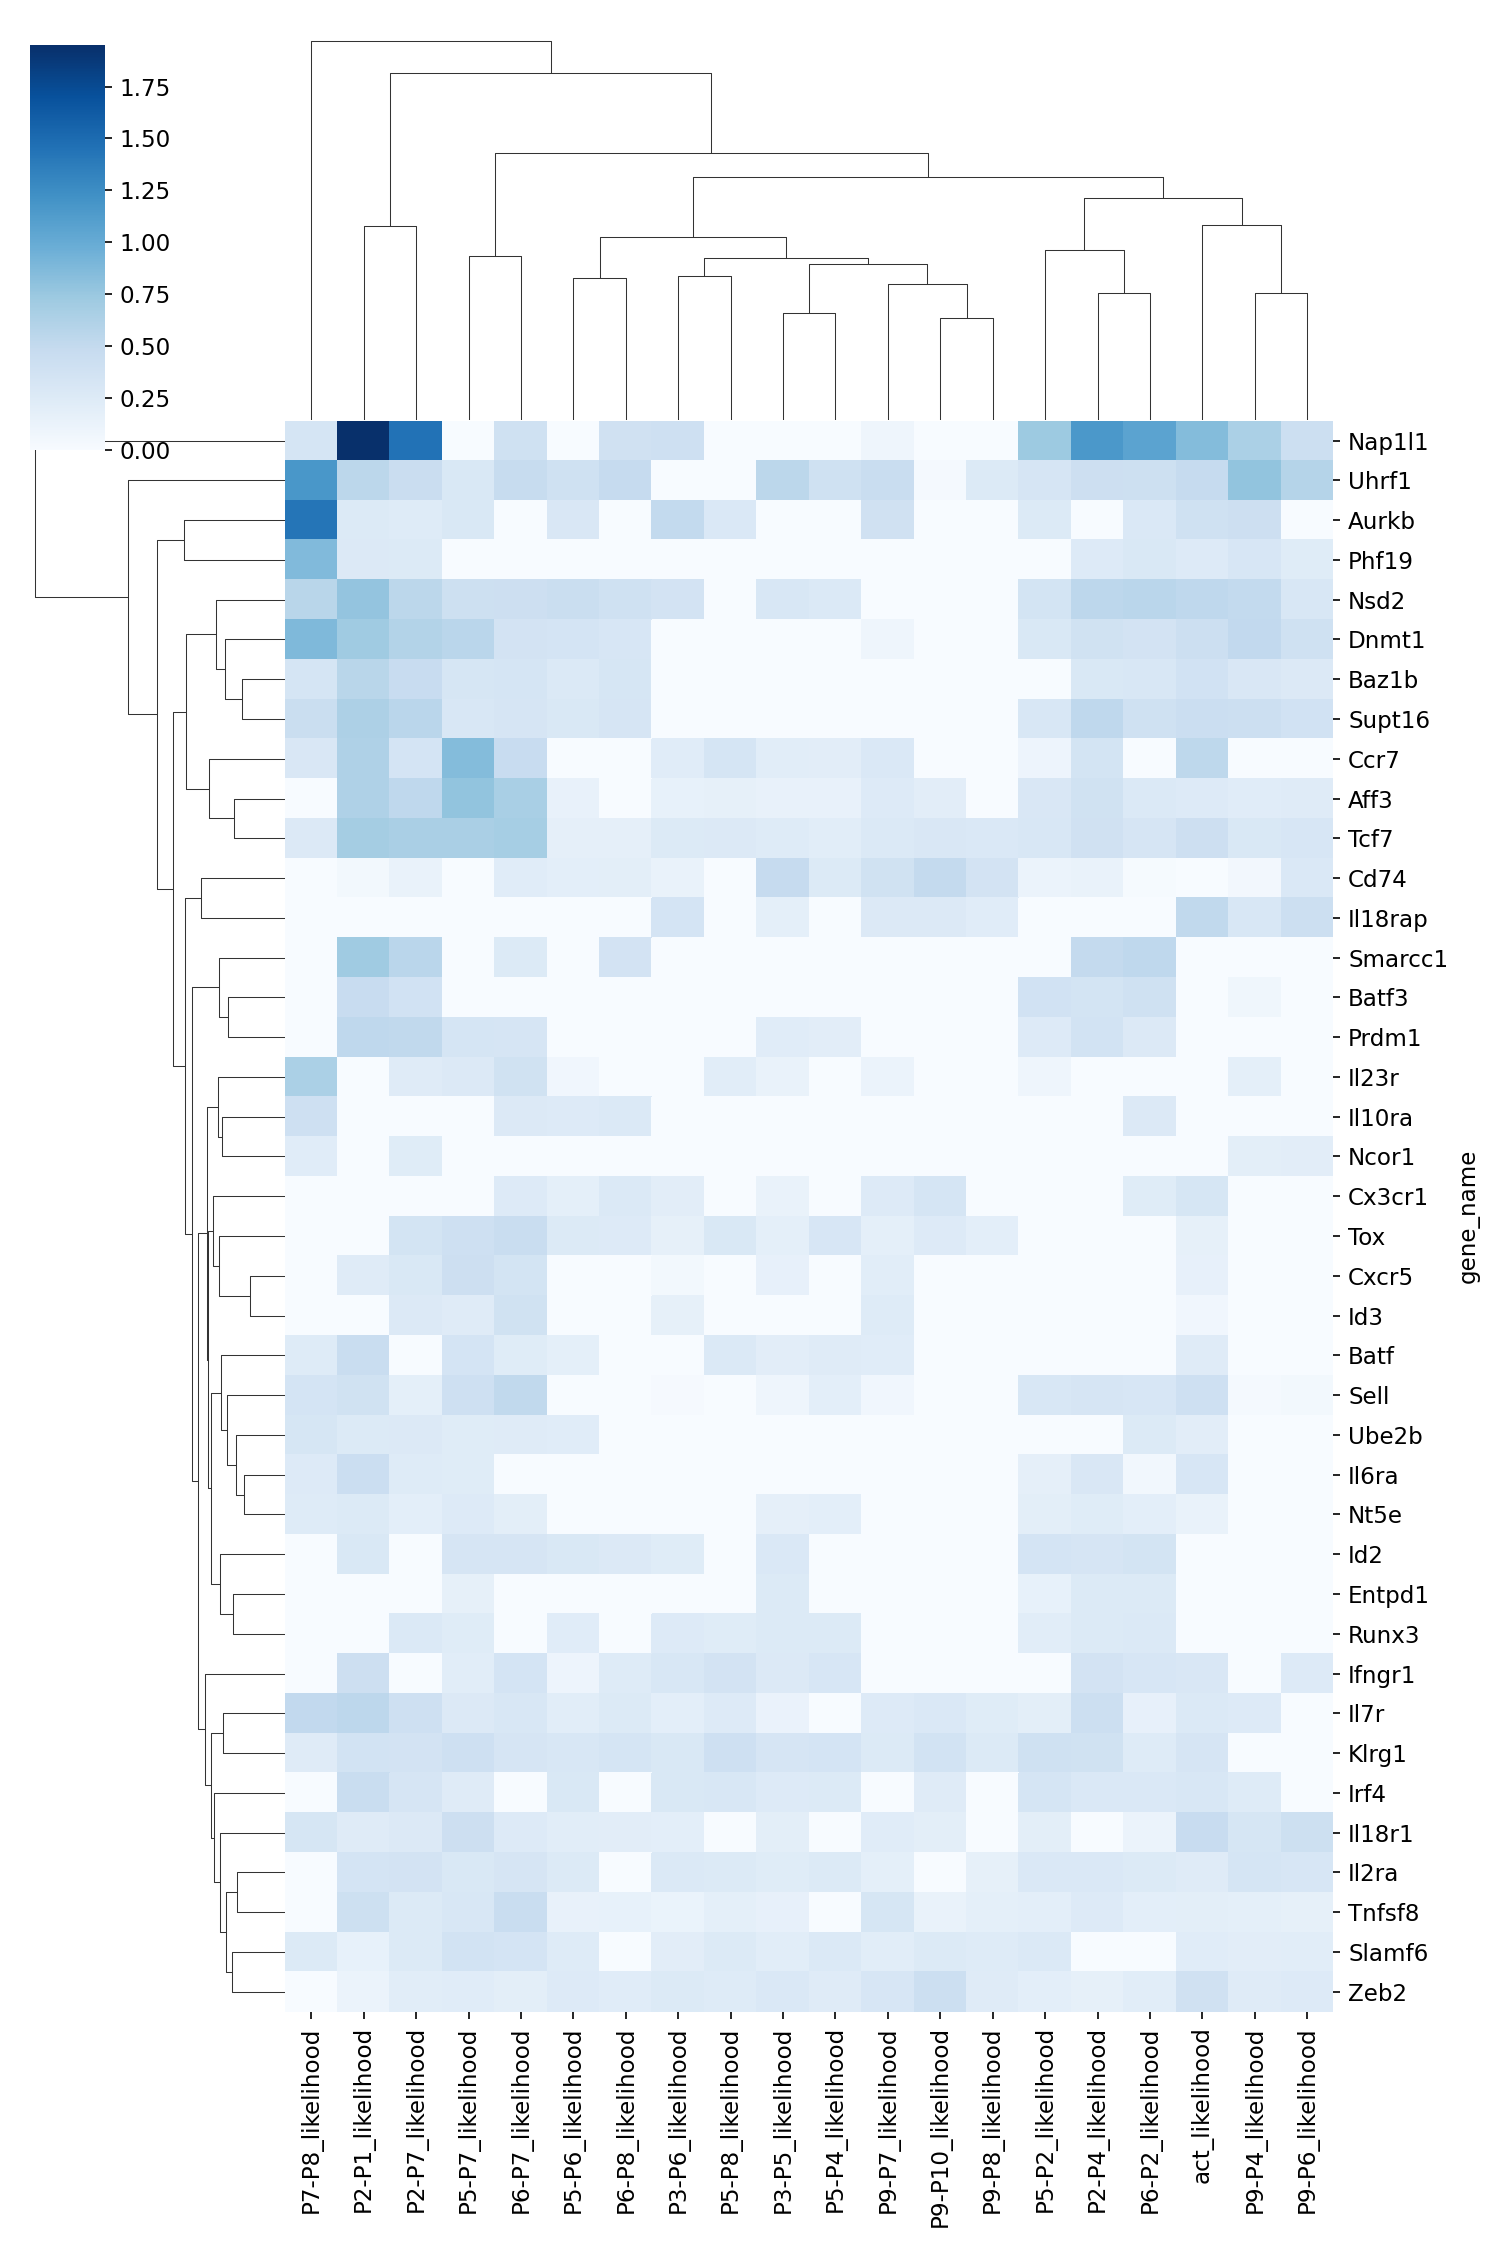 1.75
1.50
1.25
1.00
0.75
0.50
0.25
0.00
Nap1l1
Uhrf1
Aurkb
Phf19
Nsd2
Dnmt1
Baz1b
Supt16
Ccr7
Aff3
Tcf7
Cd74
Il18rap
Smarcc1
Batf3
Prdm1
Il23r
Il10ra
Ncor1
Cx3cr1
Tox
Cxcr5
Id3
Batf
Sell
Ube2b
Il6ra
Nt5e
Id2
Entpd1
Runx3
Ifngr1
Il7r
Klrg1
Irf4
Il18r1
Il2ra
Tnfsf8
Slamf6
Zeb2
gene_name
P7-P8_likelihood
P2-P1_likelihood
P2-P7_likelihood
P5-P7_likelihood
P6-P7_likelihood
P5-P6_likelihood
P6-P8_likelihood
P3-P6_likelihood
P5-P8_likelihood
P3-P5_likelihood
P5-P4_likelihood
P9-P7_likelihood
P9-P10_likelihood
P9-P8_likelihood
P5-P2_likelihood
P2-P4_likelihood
P6-P2_likelihood
act_likelihood
P9-P4_likelihood
P9-P6_likelihood